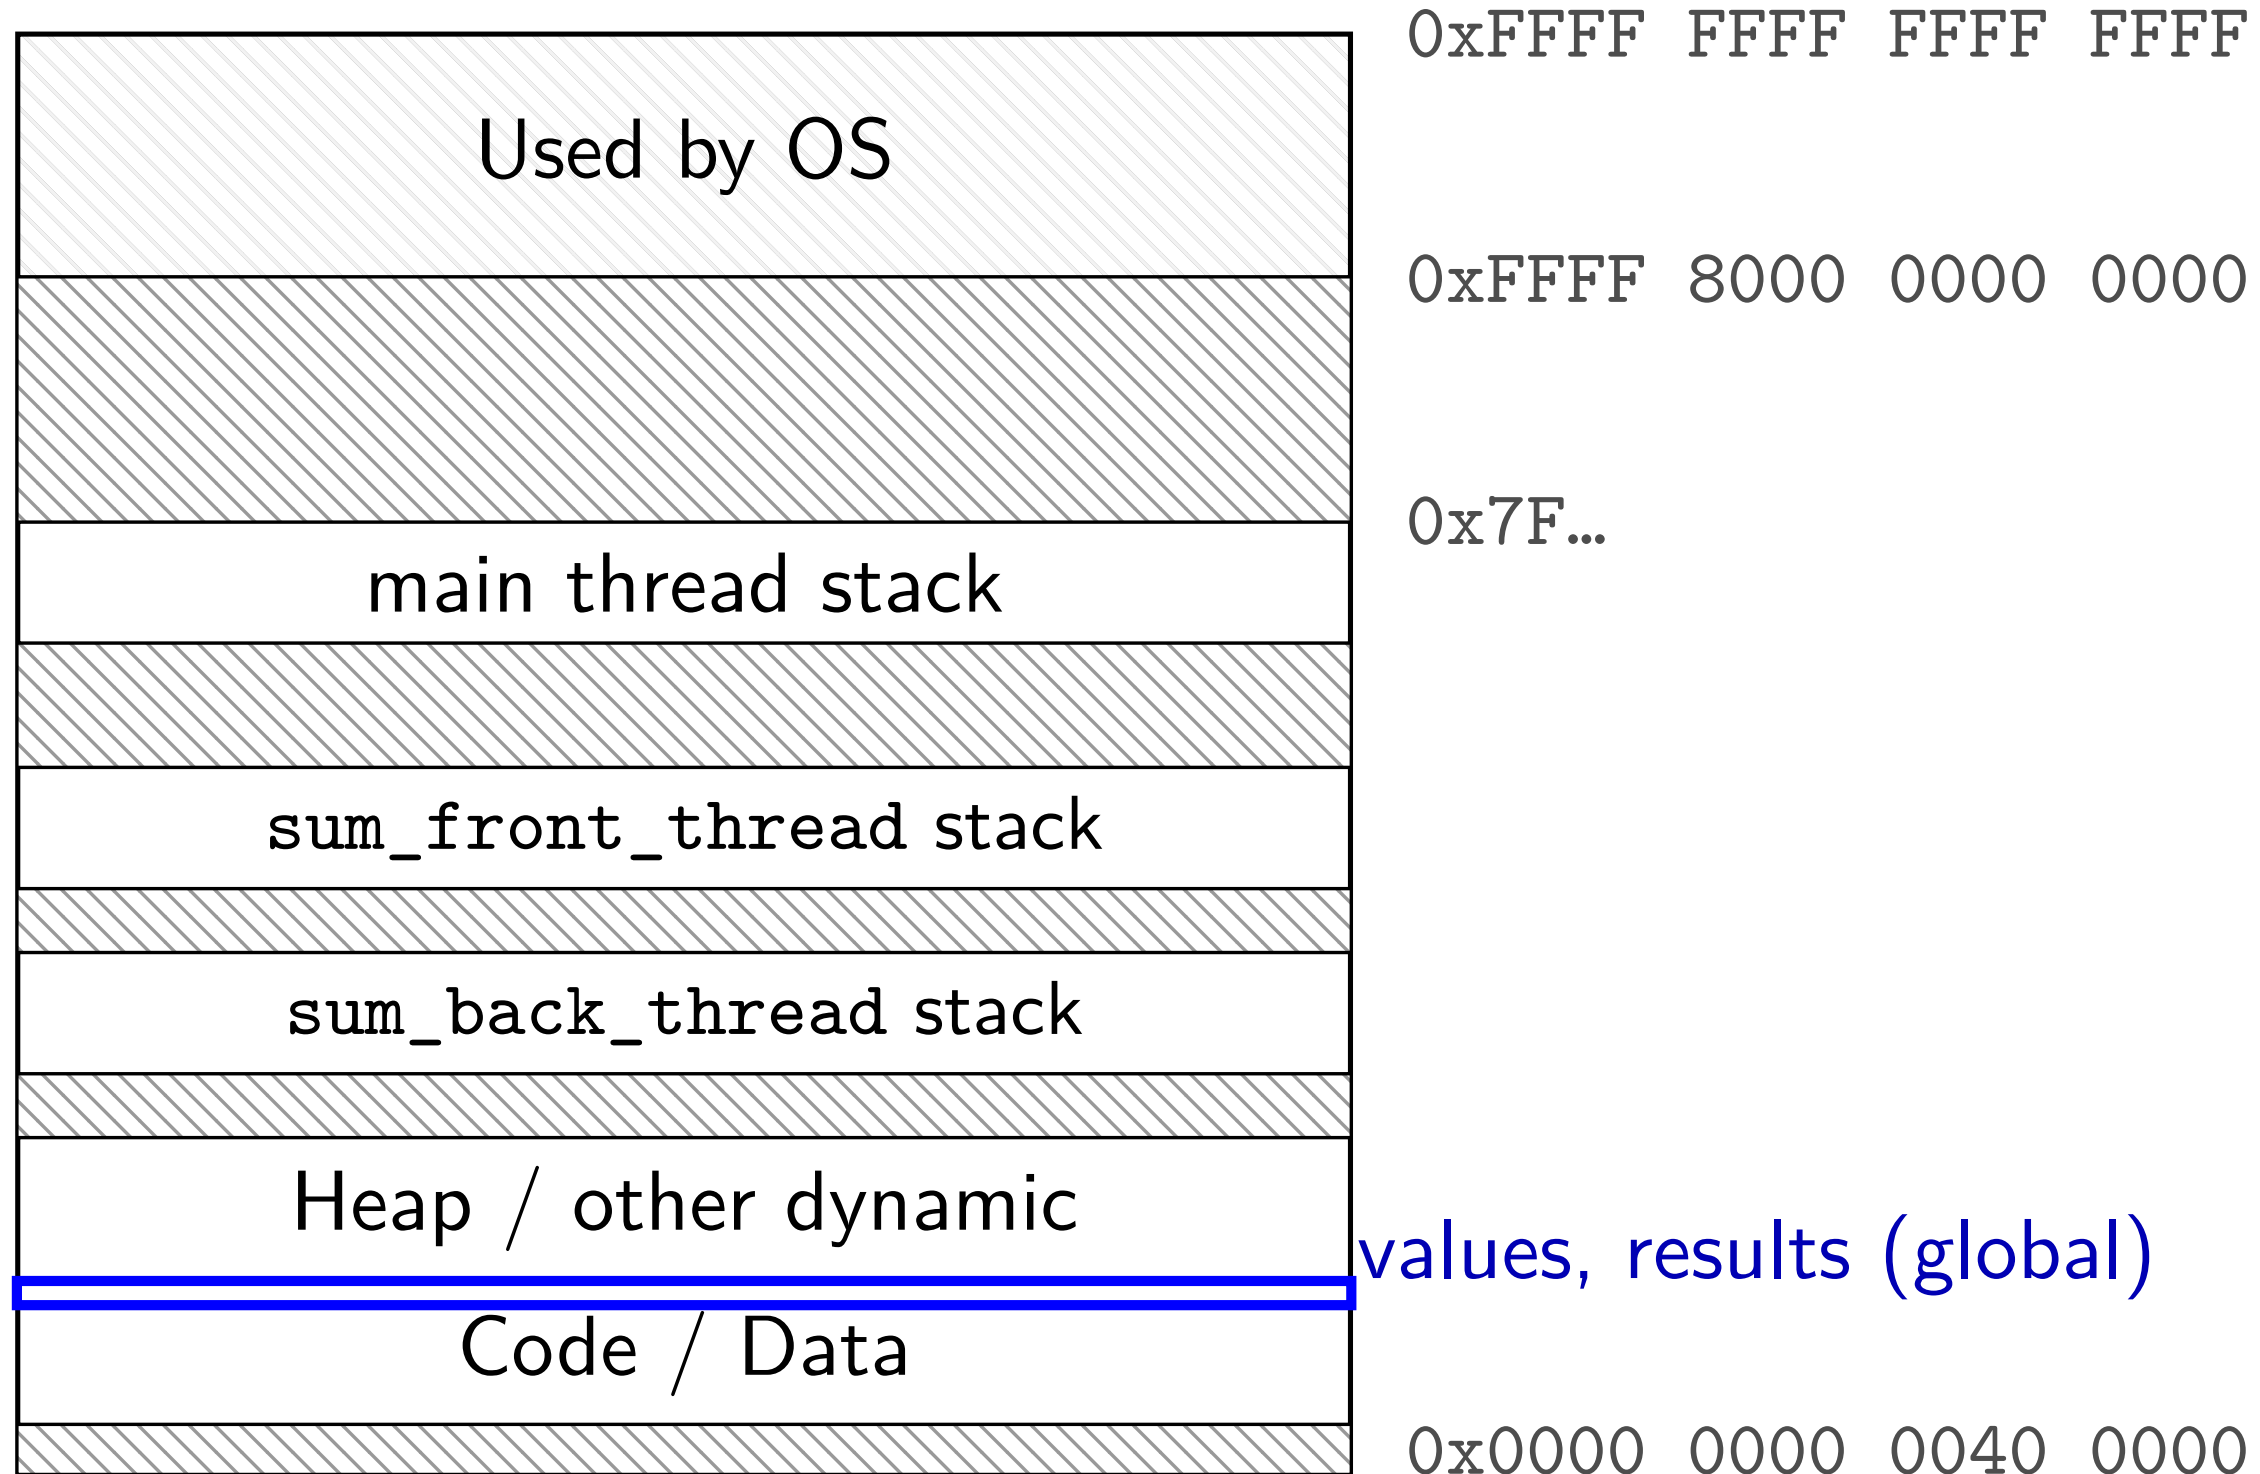 0xFFFF FFFF FFFF FFFF
Used by OS
0xFFFF 8000 0000 0000
0x7F…
main thread stack
sum_front_thread stack
sum_back_thread stack
Heap / other dynamic
values, results (global)
Code / Data
0x0000 0000 0040 0000